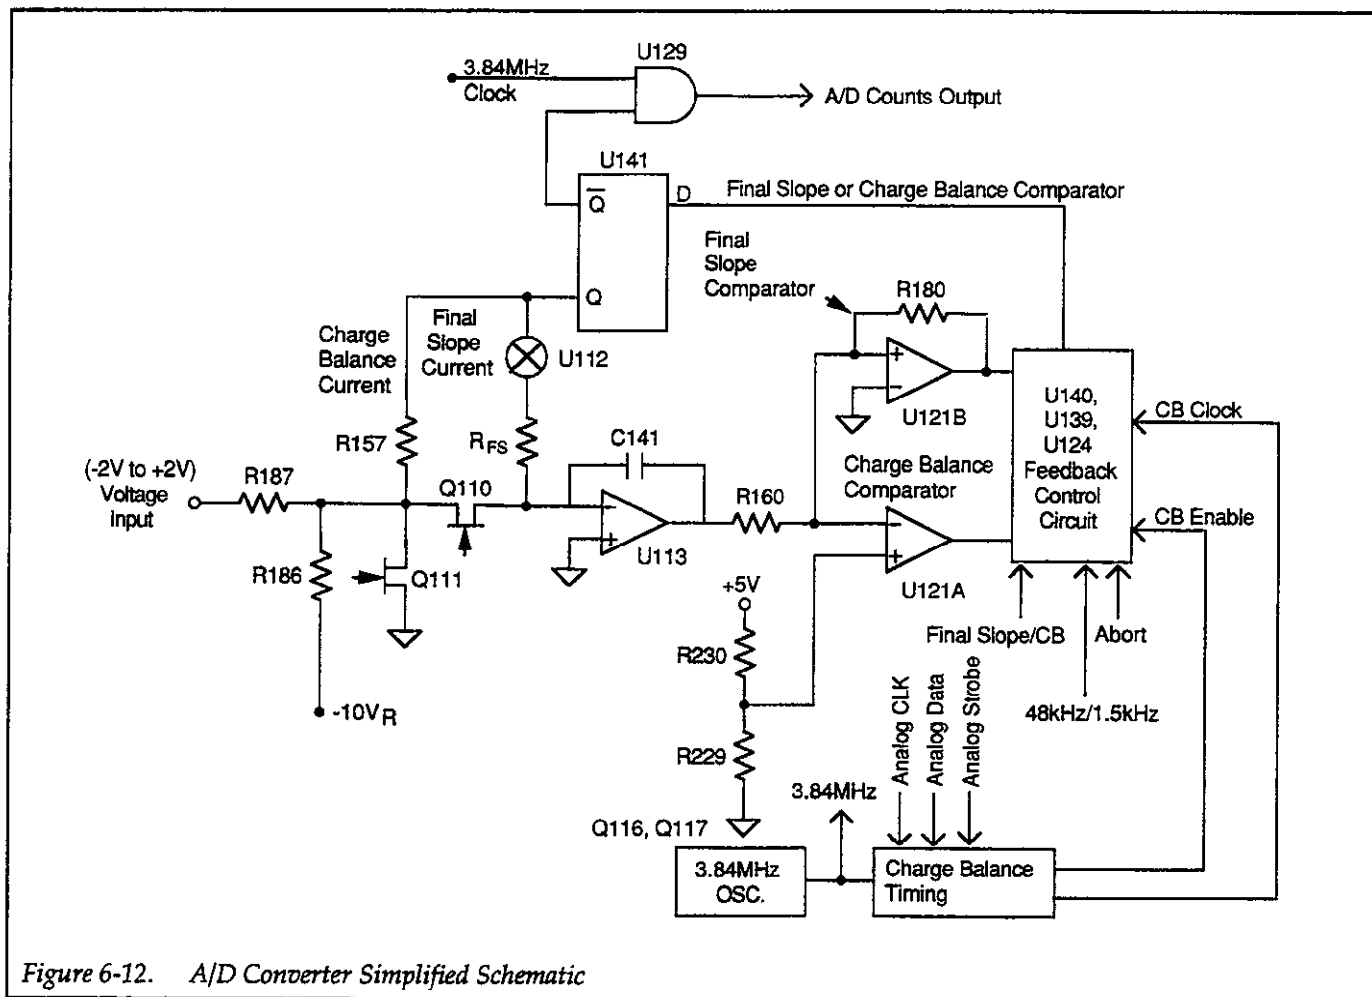 U129
3.84MHz
Clock
A/D Counts Output
U141
Q
D
Final Slope or Charge Balance Comparator
Final
Slope
Comparator
R180
Q
Charge
Balance
Current
Final
Slope
Current
U112
+
−
U121B
U140,
U139,
U124
Feedback
Control
Circuit
CB Clock
R157
RFS
C141
(-2V to +2V)
Voltage
Input
R187
Q110
R160
Charge Balance
Comparator
−
+
U113
−
+
U121A
CB Enable
R186
Q111
+5V
Final Slope/CB
Abort
R230
-10VR
48kHz/1.5kHz
Analog CLK
Analog Data
Analog Strobe
R229
3.84MHz
Q116, Q117
3.84MHz
OSC.
Charge Balance
Timing
Figure 6-12. A/D Converter Simplified Schematic